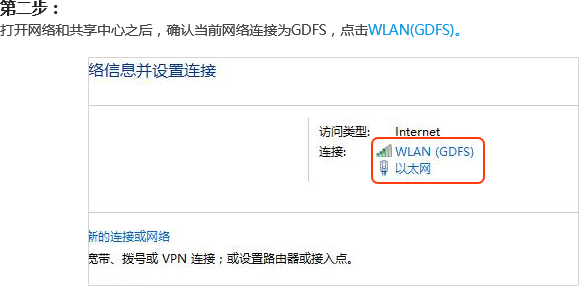 第二步：
打开网络和共享中心之后，确认当前网络连接为GDFS，点击WLAN(GDFS)。
络信息并设置连接
访问类型: Internet
连接: WLAN (GDFS)
以太网
新的连接或网络
宽带、拨号或 VPN 连接；或设置路由器或接入点。